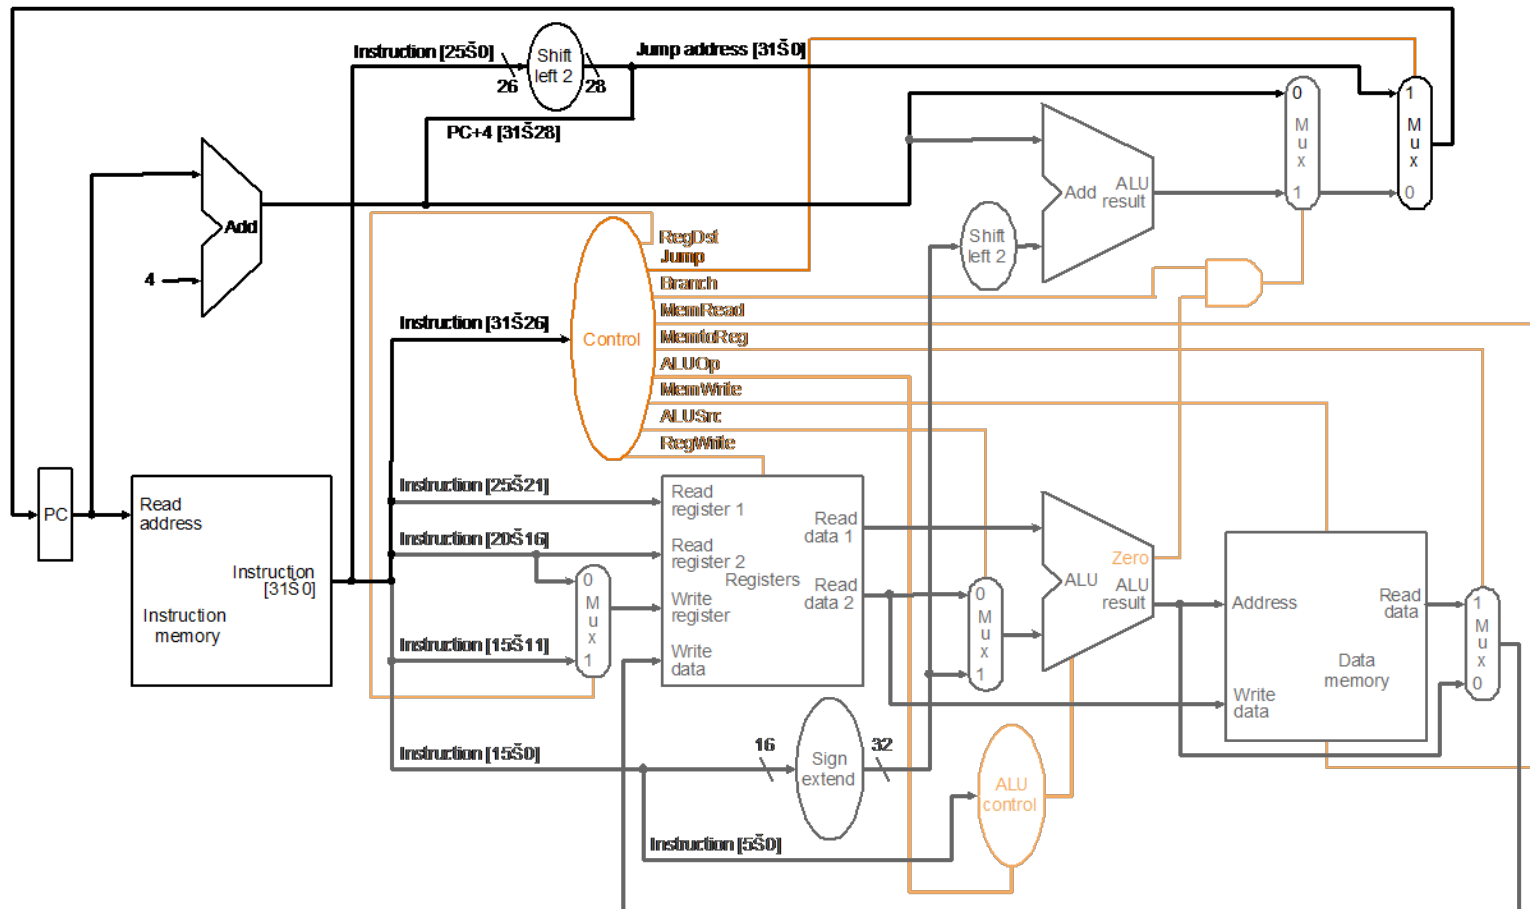 Instruction [25Š0]
26
Shift
left 2
28
Jump address [31Š0]
PC+4 [31Š28]
0
M
u
x
1
1
M
u
x
0
Add
ALU
result
Shift
left 2
Add
4
RegDst
Jump
Branch
MemRead
MemtoReg
ALUOp
MemWrite
ALUSrc
RegWrite
Control
Instruction [31Š26]
PC
Read
address
Instruction
[31Š0]
Instruction
memory
Instruction [25Š21]
Instruction [20Š16]
Instruction [15Š11]
0
M
u
x
1
Read
register 1
Read
register 2
Write
register
Write
data
Registers
Read
data 1
Read
data 2
0
M
u
x
1
Zero
ALU
ALU
result
Address
Write
data
Read
data
Data
memory
1
M
u
x
0
Instruction [15Š0]
16
Sign
extend
32
ALU
control
Instruction [5Š0]